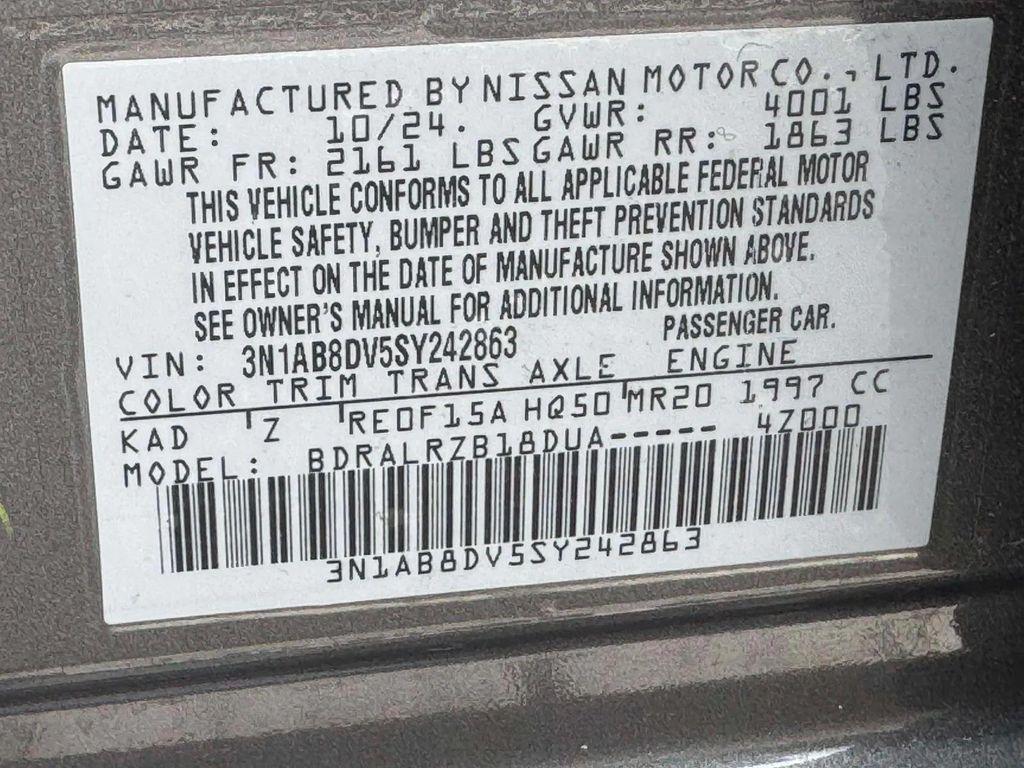 MANUFACTURED BY NISSAN MOTOR CO., LTD.
DATE: 10/24. GVWR: 4001 LBS
GAWR FR: 2161 LBS GAWR RR: 1863 LBS
THIS VEHICLE CONFORMS TO ALL APPLICABLE FEDERAL MOTOR
VEHICLE SAFETY, BUMPER AND THEFT PREVENTION STANDARDS
IN EFFECT ON THE DATE OF MANUFACTURE SHOWN ABOVE.
SEE OWNER'S MANUAL FOR ADDITIONAL INFORMATION.
VIN: 3N1AB8DV5SY242863 PASSENGER CAR.
COLOR TRIM TRANS AXLE ENGINE
KAD Z RE0F15A HQ50 MR20 1997 CC
MODEL: BDRALRZB18DUA----- 4Z000
3N1AB8DV5SY242863